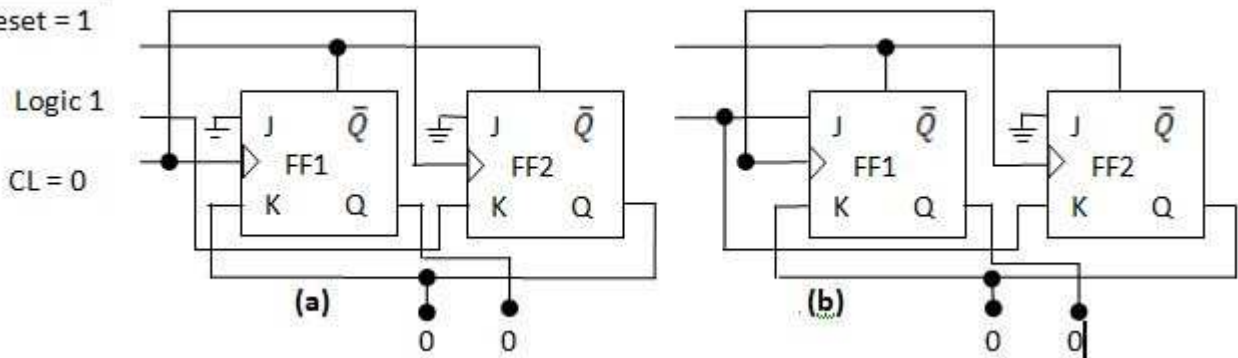 eset = 1
Logic 1
CL = 0
J Q̄ J Q̄ J Q̄ J Q̄
FF1 FF2 FF1 FF2
K Q K Q K Q K Q
(a) (b)
0 0 0 0